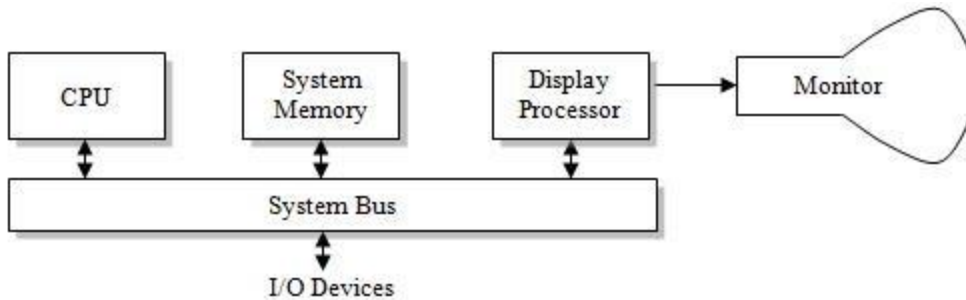 CPU
System
Memory
Display
Processor
Monitor
System Bus
I/O Devices